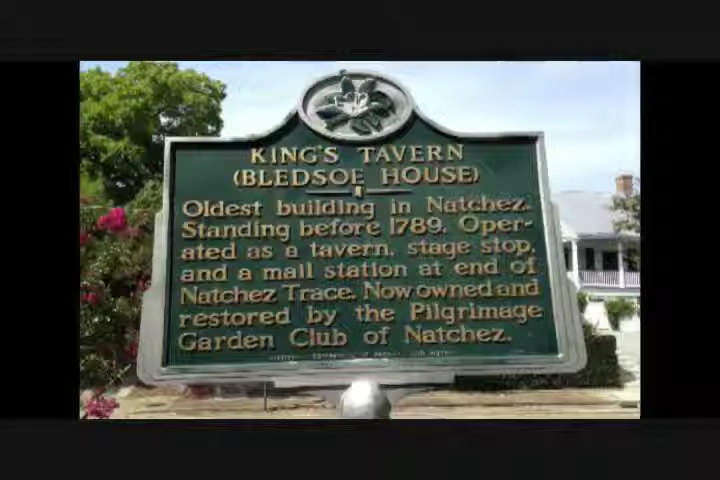 KING'S TAVERN
(BLEDSOE HOUSE)
Oldest building in Natchez.
Standing before 1789. Oper-
ated as a tavern, stage stop,
and a mail station at end of
Natchez Trace. Now owned and
restored by the Pilgrimage
Garden Club of Natchez.